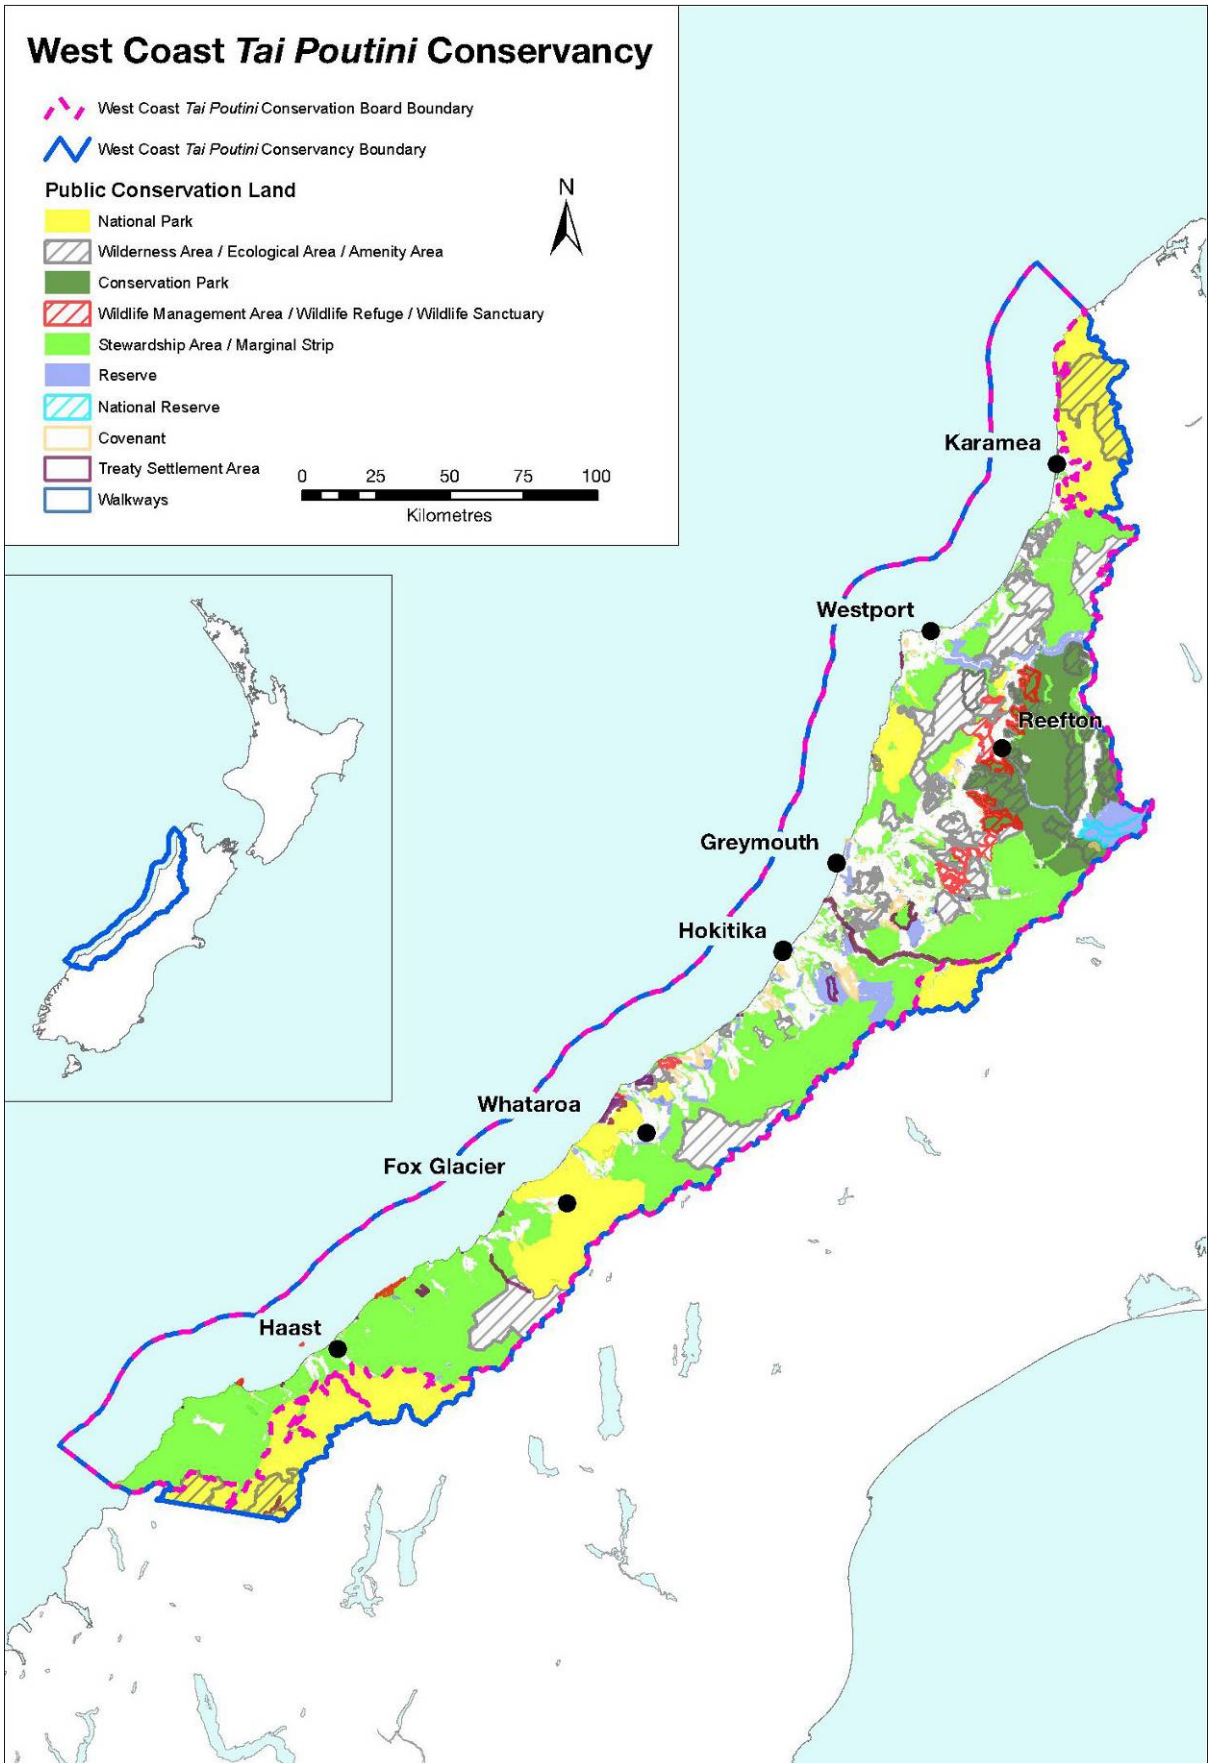 West Coast Tai Poutini Conservancy
West Coast Tai Poutini Conservation Board Boundary
West Coast Tai Poutini Conservancy Boundary
Public Conservation Land
N
National Park
Wilderness Area / Ecological Area / Amenity Area
Conservation Park
Wildlife Management Area / Wildlife Refuge / Wildlife Sanctuary
Stewardship Area / Marginal Strip
Reserve
National Reserve
Covenant
Treaty Settlement Area
Walkways
0 25 50 75 100
Kilometres
Karamea
Westport
Reefton
Greymouth
Hokitika
Whataroa
Fox Glacier
Haast